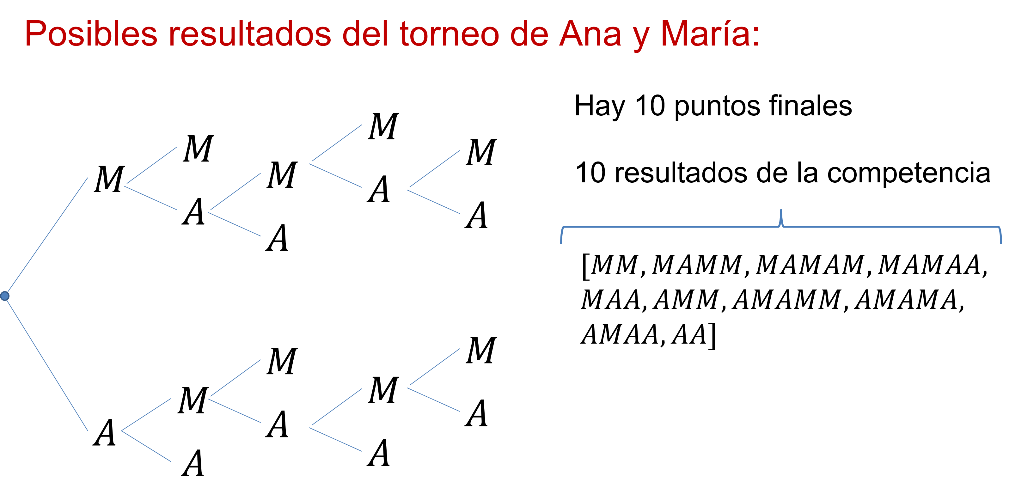 Posibles resultados del torneo de Ana y María:
Hay 10 puntos finales
10 resultados de la competencia
[MM, MAMM, MAMAM, MAMAA,
MAA, AMM, AMAMM, AMAMA,
AMAA, AA]
M
M
A
M
A
M
A
M
A
A
M
A
M
A
M
A
M
A